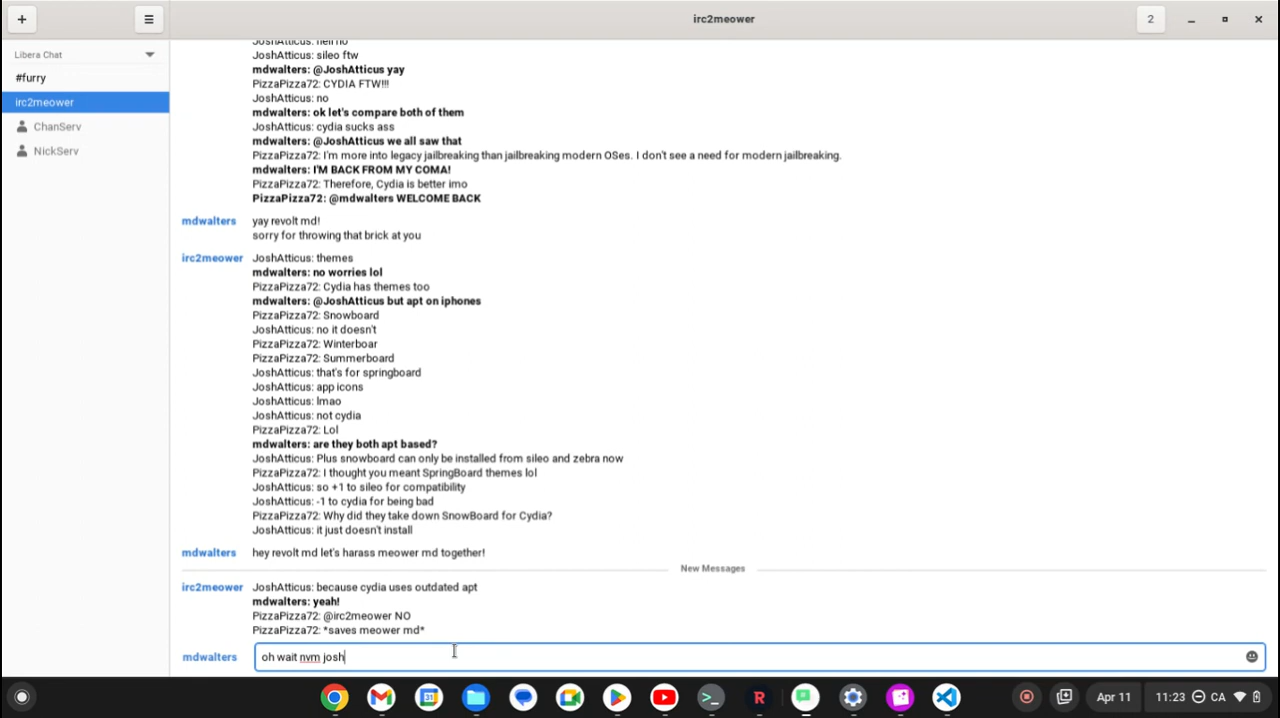 irc2meower
2
Libera Chat
#furry
irc2meower
ChanServ
NickServ
JoshAtticus: hell no
JoshAtticus: sileo ftw
mdwalters: @JoshAtticus yay
PizzaPizza72: CYDIA FTW!!!
JoshAtticus: no
mdwalters: ok let's compare both of them
JoshAtticus: cydia sucks ass
mdwalters: @JoshAtticus we all saw that
PizzaPizza72: I'm more into legacy jailbreaking than jailbreaking modern OSes. I don't see a need for modern jailbreaking.
mdwalters: I'M BACK FROM MY COMA!
PizzaPizza72: Therefore, Cydia is better imo
PizzaPizza72: @mdwalters WELCOME BACK
mdwalters yay revolt md!
sorry for throwing that brick at you
irc2meower JoshAtticus: themes
mdwalters: no worries lol
PizzaPizza72: Cydia has themes too
mdwalters: @JoshAtticus but apt on iphones
PizzaPizza72: Snowboard
JoshAtticus: no it doesn't
PizzaPizza72: Winterboar
PizzaPizza72: Summerboard
JoshAtticus: that's for springboard
JoshAtticus: app icons
JoshAtticus: lmao
JoshAtticus: not cydia
PizzaPizza72: Lol
mdwalters: are they both apt based?
JoshAtticus: Plus snowboard can only be installed from sileo and zebra now
PizzaPizza72: I thought you meant SpringBoard themes lol
JoshAtticus: so +1 to sileo for compatibility
JoshAtticus: -1 to cydia for being bad
PizzaPizza72: Why did they take down SnowBoard for Cydia?
JoshAtticus: it just doesn't install
mdwalters hey revolt md let's harass meower md together!
New Messages
irc2meower JoshAtticus: because cydia uses outdated apt
mdwalters: yeah!
PizzaPizza72: @irc2meower NO
PizzaPizza72: *saves meower md*
mdwalters oh wait nvm josh
Apr 11 11:23 CA